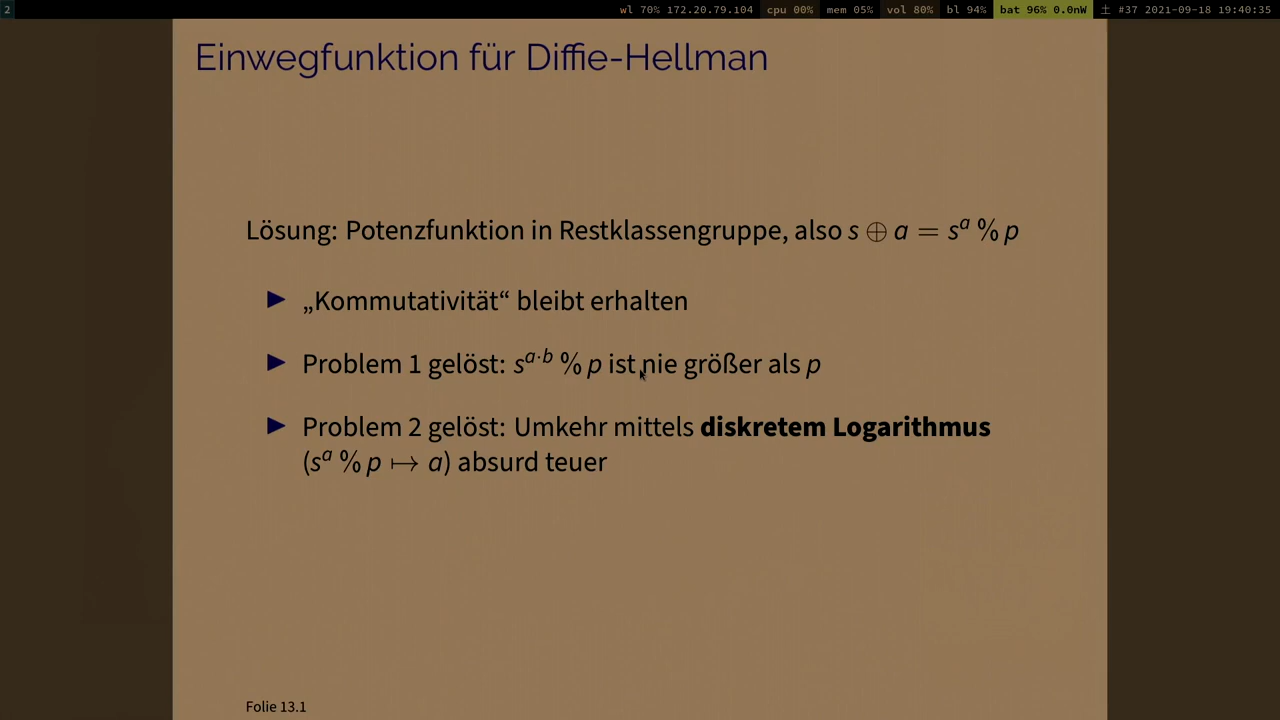 2 wl 70% 172.20.79.104 cpu 00% mem 05% vol 80% bl 94% bat 96% 0.0nW 土 #37 2021-09-18 19:40:35
Einwegfunktion für Diffie-Hellman
Lösung: Potenzfunktion in Restklassengruppe, also s ⊕ a = s^a % p
▶ „Kommutativität“ bleibt erhalten
▶ Problem 1 gelöst: s^{a·b} % p ist nie größer als p
▶ Problem 2 gelöst: Umkehr mittels diskretem Logarithmus
(s^a % p ↦ a) absurd teuer
Folie 13.1